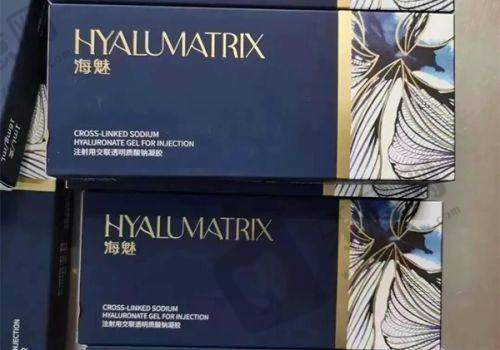 HYALUMATRIX
海魅
CROSS-LINKED SODIUM
HYALURONATE GEL FOR INJECTION
注射用交联透明质酸钠凝胶
HYALUMATRIX
海魅
CROSS-LINKED SODIUM
HYALURONATE GEL FOR INJECTION
注射用交联透明质酸钠凝胶